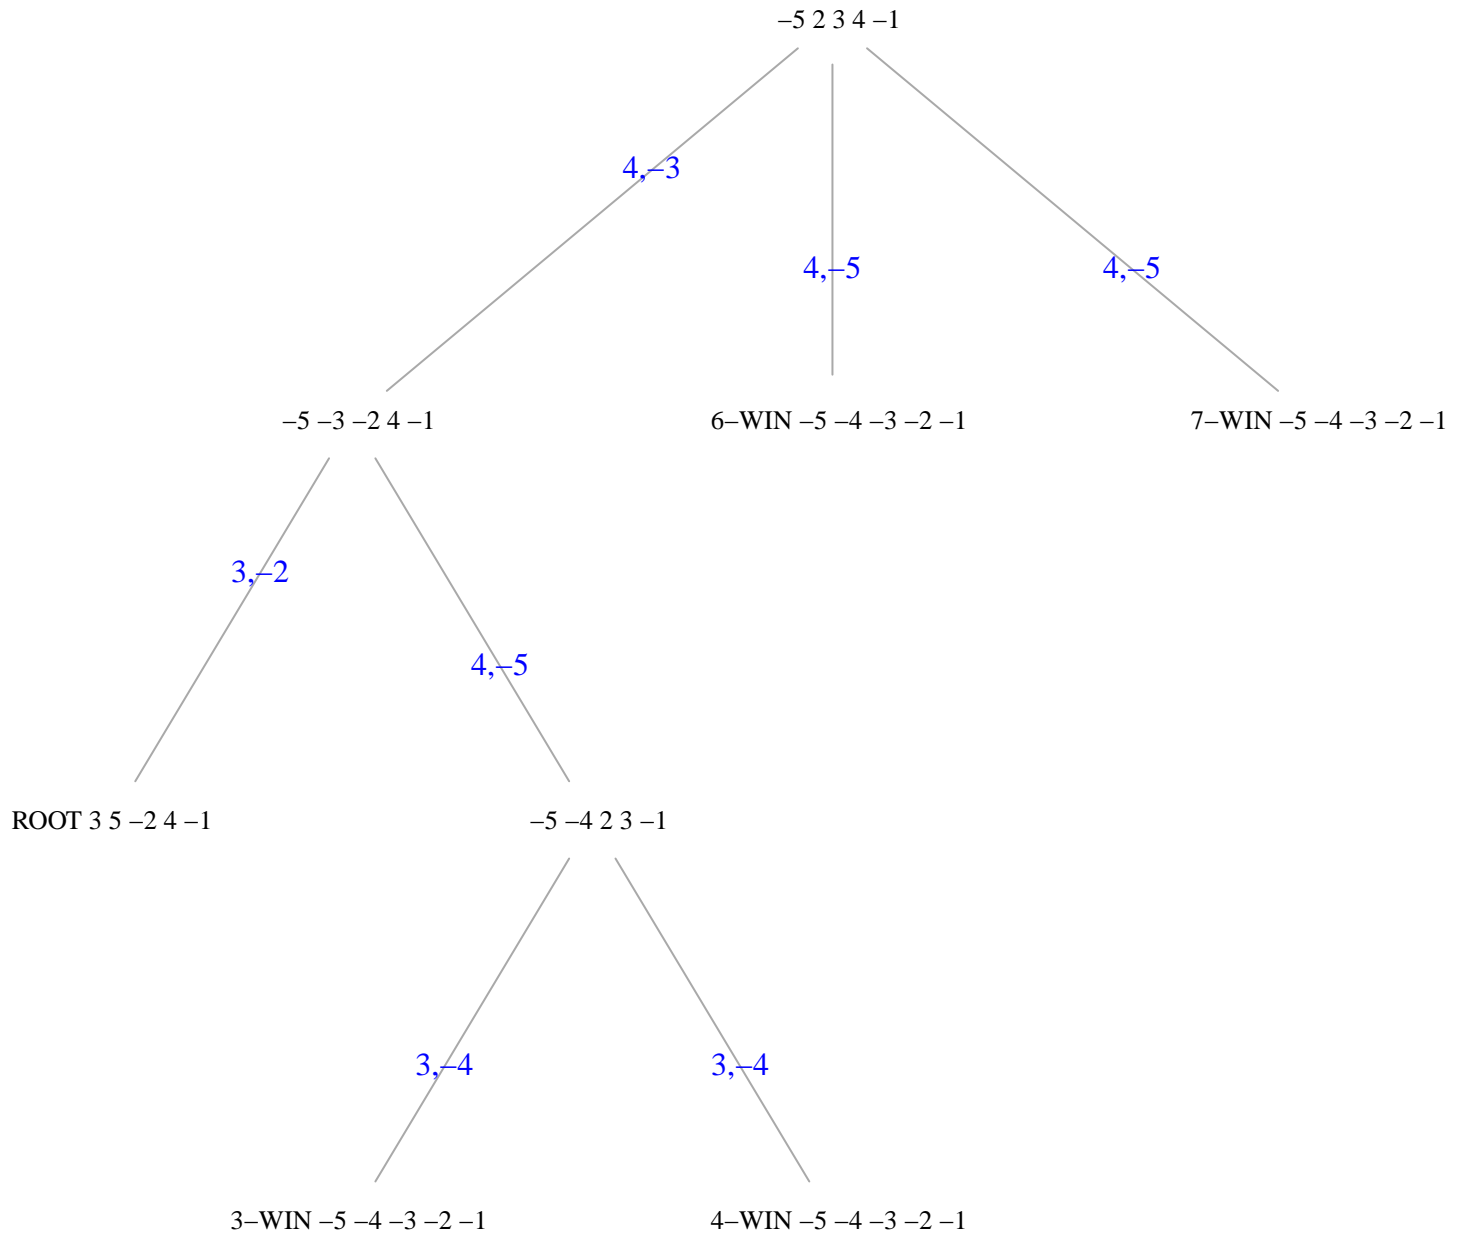 –5 2 3 4 –1
4,–3
4,–5
4,–5
–5 –3 –2 4 –1
6–WIN –5 –4 –3 –2 –1
7–WIN –5 –4 –3 –2 –1
3,–2
4,–5
ROOT 3 5 –2 4 –1
–5 –4 2 3 –1
3,–4
3,–4
3–WIN –5 –4 –3 –2 –1
4–WIN –5 –4 –3 –2 –1